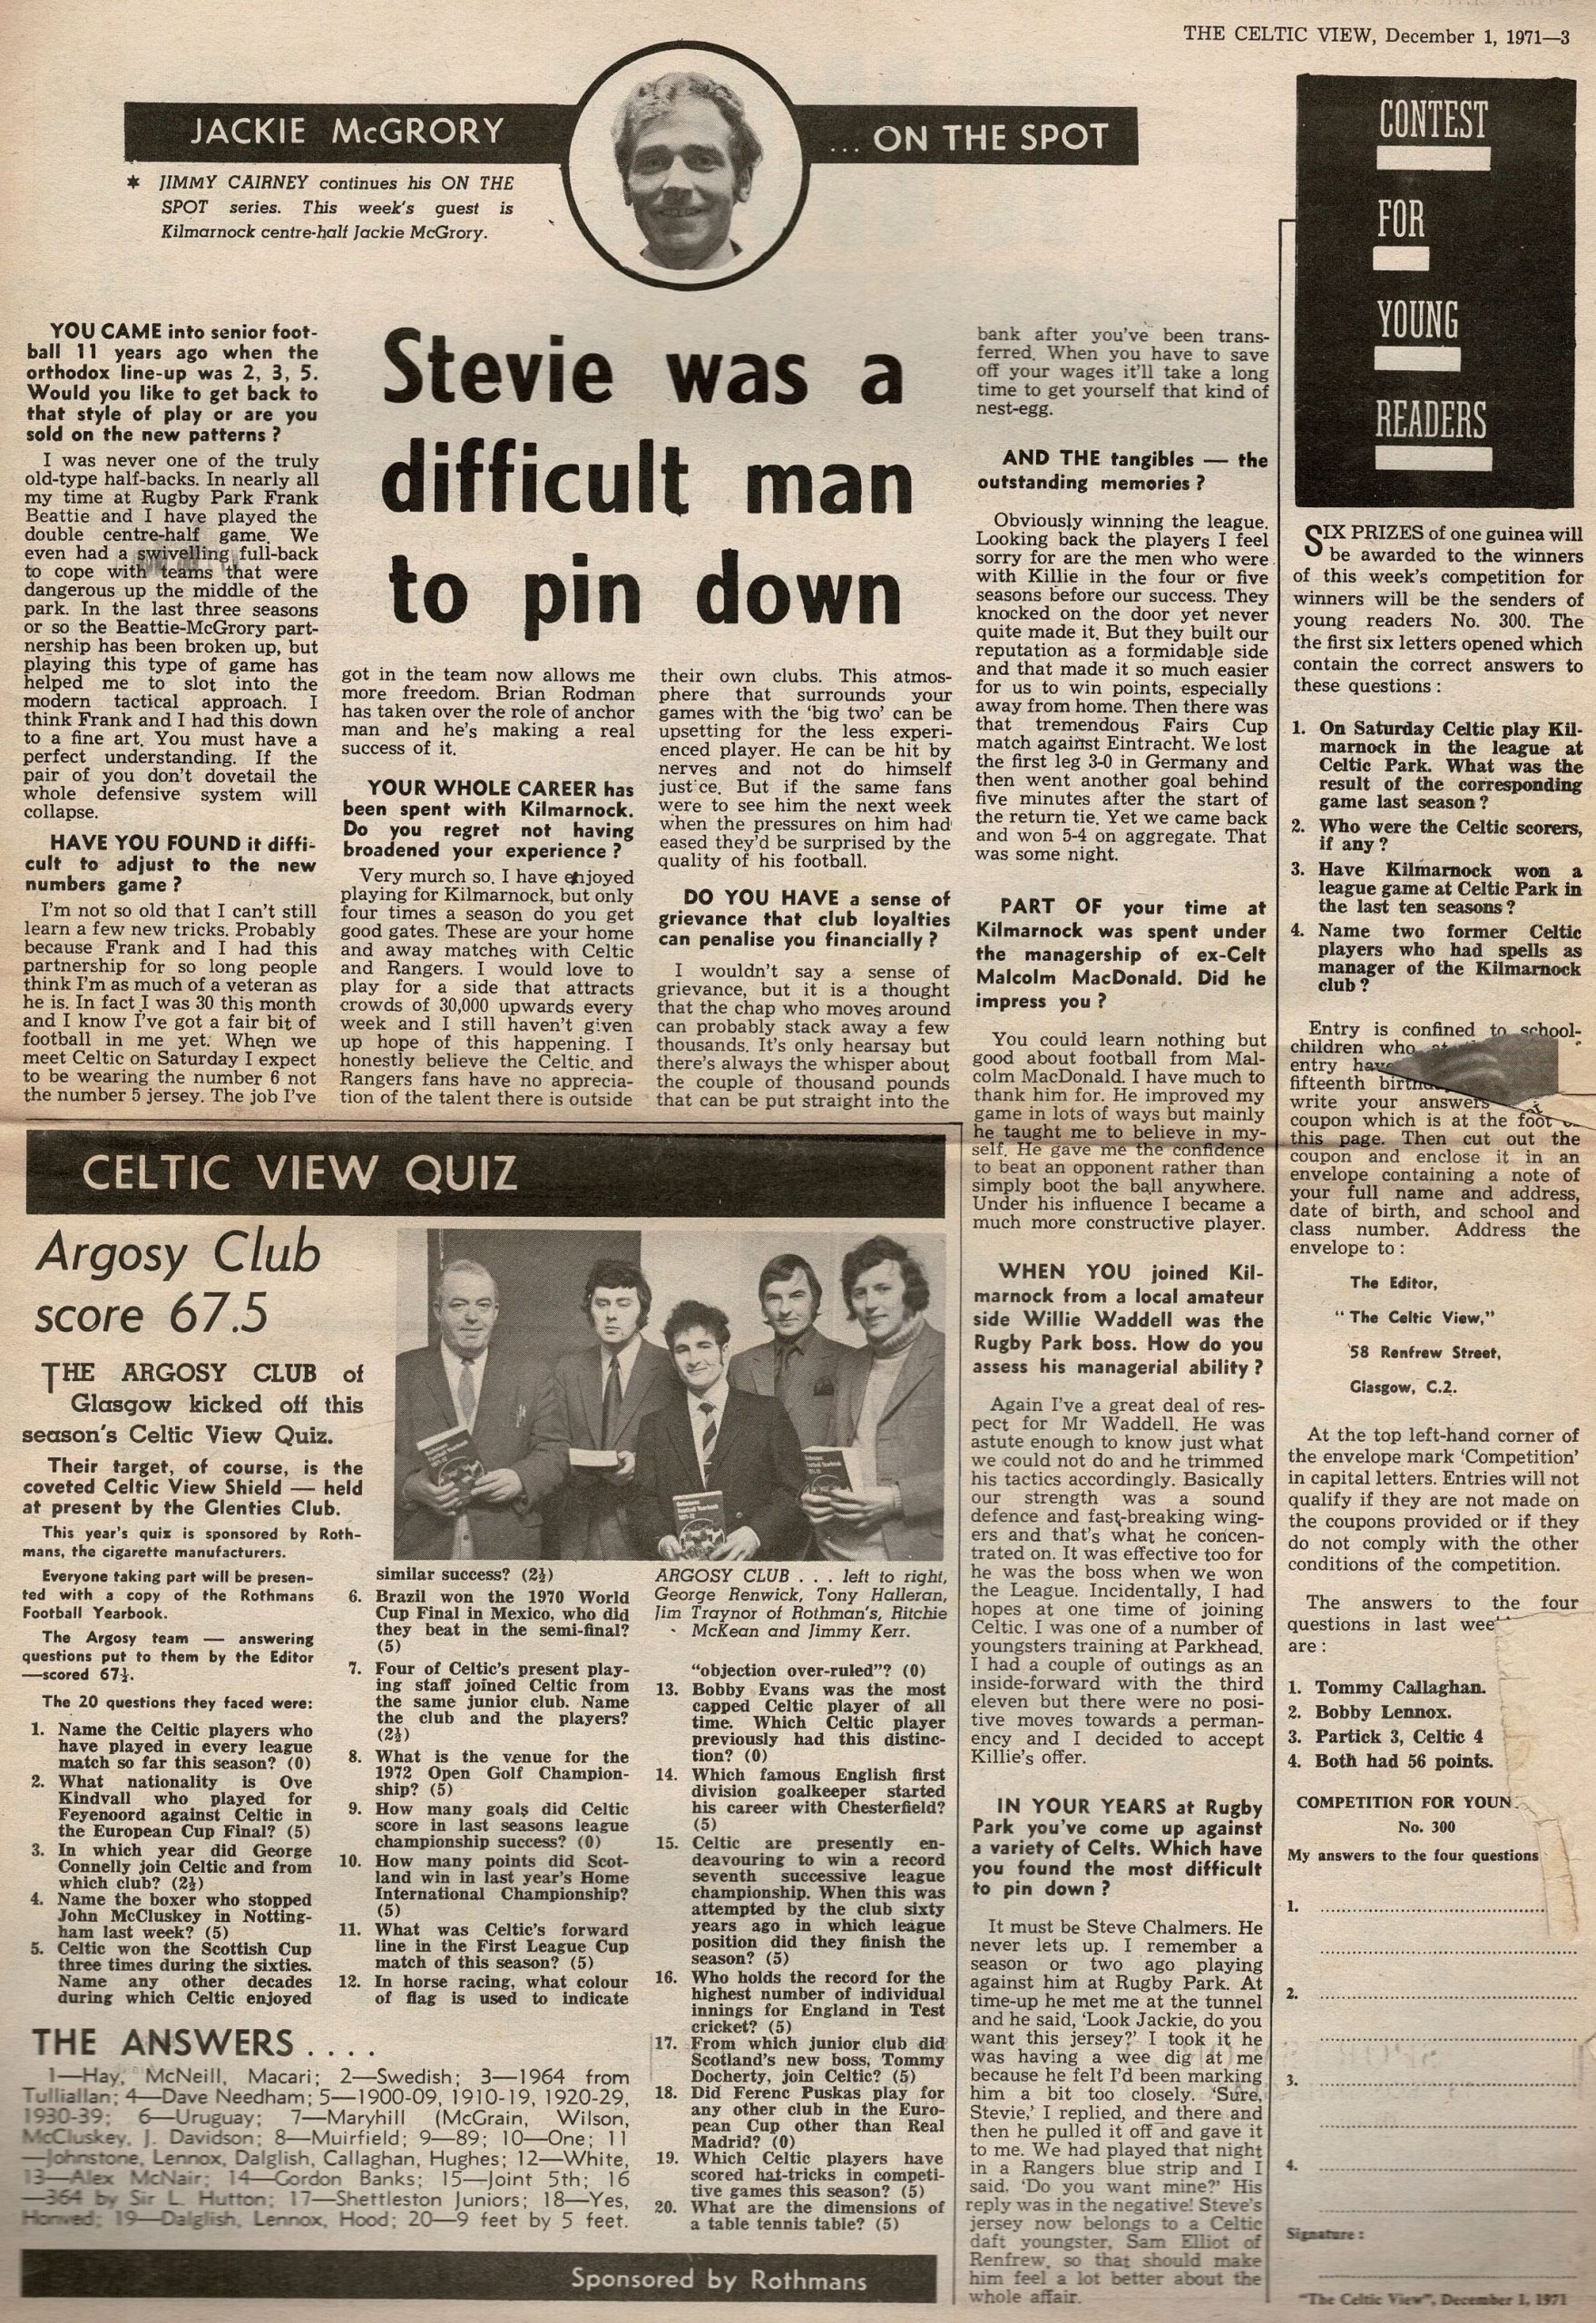 THE CELTIC VIEW, December 1, 1971—3
JACKIE McGRORY
... ON THE SPOT
* JIMMY CAIRNEY continues his ON THE
SPOT series. This week's guest is
Kilmarnock centre-half Jackie McGrory.
Stevie was a
difficult man
to pin down
YOU CAME into senior foot-
ball 11 years ago when the
orthodox line-up was 2, 3, 5.
Would you like to get back to
that style of play or are you
sold on the new patterns?
I was never one of the truly
old-type half-backs. In nearly all
my time at Rugby Park Frank
Beattie and I have played the
double centre-half game. We
even had a swivelling full-back
to cope with teams that were
dangerous up the middle of the
park. In the last three seasons
or so the Beattie-McGrory part-
nership has been broken up, but
playing this type of game has
helped me to slot into the
modern tactical approach. I
think Frank and I had this down
to a fine art. You must have a
perfect understanding. If the
pair of you don't dovetail the
whole defensive system will
collapse.
HAVE YOU FOUND it diffi-
cult to adjust to the new
numbers game?
I'm not so old that I can't still
learn a few new tricks. Probably
because Frank and I had this
partnership for so long people
think I'm as much of a veteran as
he is. In fact I was 30 this month
and I know I've got a fair bit of
football in me yet. When we
meet Celtic on Saturday I expect
to be wearing the number 6 not
the number 5 jersey. The job I've
got in the team now allows me
more freedom. Brian Rodman
has taken over the role of anchor
man and he's making a real
success of it.
YOUR WHOLE CAREER has
been spent with Kilmarnock.
Do you regret not having
broadened your experience?
Very murch so. I have enjoyed
playing for Kilmarnock, but only
four times a season do you get
good gates. These are your home
and away matches with Celtic
and Rangers. I would love to
play for a side that attracts
crowds of 30,000 upwards every
week and I still haven't given
up hope of this happening. I
honestly believe the Celtic and
Rangers fans have no apprecia-
tion of the talent there is outside
their own clubs. This atmos-
phere that surrounds your
games with the 'big two' can be
upsetting for the less experi-
enced player. He can be hit by
nerves and not do himself
justice. But if the same fans
were to see him the next week
when the pressures on him had
eased they'd be surprised by the
quality of his football.
DO YOU HAVE a sense of
grievance that club loyalties
can penalise you financially?
I wouldn't say a sense of
grievance, but it is a thought
that the chap who moves around
can probably stack away a few
thousands. It's only hearsay but
there's always the whisper about
the couple of thousand pounds
that can be put straight into the
bank after you've been trans-
ferred. When you have to save
off your wages it'll take a long
time to get yourself that kind of
nest-egg.
AND THE tangibles — the
outstanding memories?
Obviously winning the league.
Looking back the players I feel
sorry for are the men who were
with Killie in the four or five
seasons before our success. They
knocked on the door yet never
quite made it. But they built our
reputation as a formidable side
and that made it so much easier
for us to win points, especially
away from home. Then there was
that tremendous Fairs Cup
match against Eintracht. We lost
the first leg 3-0 in Germany and
then went another goal behind
five minutes after the start of
the return tie. Yet we came back
and won 5-4 on aggregate. That
was some night.
PART OF your time at
Kilmarnock was spent under
the managership of ex-Celt
Malcolm MacDonald. Did he
impress you?
You could learn nothing but
good about football from Mal-
colm MacDonald. I have much to
thank him for. He improved my
game in lots of ways but mainly
he taught me to believe in my-
self. He gave me the confidence
to beat an opponent rather than
simply boot the ball anywhere.
Under his influence I became a
much more constructive player.
WHEN YOU joined Kil-
marnock from a local amateur
side Willie Waddell was the
Rugby Park boss. How do you
assess his managerial ability?
Again I've a great deal of res-
pect for Mr Waddell. He was
astute enough to know just what
we could not do and he trimmed
his tactics accordingly. Basically
our strength was a sound
defence and fast-breaking wing-
ers and that's what he concen-
trated on. It was effective too for
he was the boss when we won
the League. Incidentally, I had
hopes at one time of joining
Celtic. I was one of a number of
youngsters training at Parkhead.
I had a couple of outings as an
inside-forward with the third
eleven but there were no posi-
tive moves towards a perman-
ency and I decided to accept
Killie's offer.
IN YOUR YEARS at Rugby
Park you've come up against
a variety of Celts. Which have
you found the most difficult
to pin down?
It must be Steve Chalmers. He
never lets up. I remember a
season or two ago playing
against him at Rugby Park. At
time-up he met me at the tunnel
and he said, 'Look Jackie, do you
want this jersey?' I took it he
was having a wee dig at me
because he felt I'd been marking
him a bit too closely. 'Sure,
Stevie,' I replied, and there and
then he pulled it off and gave it
to me. We had played that night
in a Rangers blue strip and I
said, 'Do you want mine?' His
reply was in the negative! Steve's
jersey now belongs to a Celtic
daft youngster, Sam Elliot of
Renfrew, so that should make
him feel a lot better about the
whole affair.
CELTIC VIEW QUIZ
Argosy Club
score 67.5
THE ARGOSY CLUB of
Glasgow kicked off this
season's Celtic View Quiz.
Their target, of course, is the
coveted Celtic View Shield — held
at present by the Glenties Club.
This year's quiz is sponsored by Roth-
mans, the cigarette manufacturers.
Everyone taking part will be presen-
ted with a copy of the Rothmans
Football Yearbook.
The Argosy team — answering
questions put to them by the Editor
—scored 67½.
The 20 questions they faced were:
1. Name the Celtic players who
have played in every league
match so far this season? (0)
2. What nationality is Ove
Kindvall who played for
Feyenoord against Celtic in
the European Cup Final? (5)
3. In which year did George
Connelly join Celtic and from
which club? (2½)
4. Name the boxer who stopped
John McCluskey in Notting-
ham last week? (5)
5. Celtic won the Scottish Cup
three times during the sixties.
Name any other decades
during which Celtic enjoyed
similar success? (2½)
6. Brazil won the 1970 World
Cup Final in Mexico, who did
they beat in the semi-final?
(5)
7. Four of Celtic's present play-
ing staff joined Celtic from
the same junior club. Name
the club and the players?
(2½)
8. What is the venue for the
1972 Open Golf Champion-
ship? (5)
9. How many goals did Celtic
score in last seasons league
championship success? (0)
10. How many points did Scot-
land win in last year's Home
International Championship?
(5)
11. What was Celtic's forward
line in the First League Cup
match of this season? (5)
12. In horse racing, what colour
of flag is used to indicate
ARGOSY CLUB . . . left to right,
George Renwick, Tony Halleran,
Jim Traynor of Rothman's, Ritchie
McKean and Jimmy Kerr.
"objection over-ruled"? (0)
13. Bobby Evans was the most
capped Celtic player of all
time. Which Celtic player
previously had this distinc-
tion? (0)
14. Which famous English first
division goalkeeper started
his career with Chesterfield?
(5)
15. Celtic are presently en-
deavouring to win a record
seventh successive league
championship. When this was
attempted by the club sixty
years ago in which league
position did they finish the
season? (5)
16. Who holds the record for the
highest number of individual
innings for England in Test
cricket? (5)
17. From which junior club did
Scotland's new boss, Tommy
Docherty, join Celtic? (5)
18. Did Ferenc Puskas play for
any other club in the Euro-
pean Cup other than Real
Madrid? (0)
19. Which Celtic players have
scored hat-tricks in competi-
tive games this season? (5)
20. What are the dimensions of
a table tennis table? (5)
THE ANSWERS . . . .
1—Hay, McNeill, Macari; 2—Swedish; 3—1964 from
Tulliallan; 4—Dave Needham; 5—1900-09, 1910-19, 1920-29,
1930-39; 6—Uruguay; 7—Maryhill (McGrain, Wilson,
McCluskey, J. Davidson; 8—Muirfield; 9—89; 10—One; 11
—Johnstone, Lennox, Dalglish, Callaghan, Hughes; 12—White,
13—Alex McNair; 14—Gordon Banks; 15—Joint 5th; 16
—364 by Sir L. Hutton; 17—Shettleston Juniors; 18—Yes,
Honved; 19—Dalglish, Lennox, Hood; 20—9 feet by 5 feet.
Sponsored by Rothmans
CONTEST
FOR
YOUNG
READERS
SIX PRIZES of one guinea will
be awarded to the winners
of this week's competition for
winners will be the senders of
young readers No. 300. The
the first six letters opened which
contain the correct answers to
these questions:
1. On Saturday Celtic play Kil-
marnock in the league at
Celtic Park. What was the
result of the corresponding
game last season?
2. Who were the Celtic scorers,
if any?
3. Have Kilmarnock won a
league game at Celtic Park in
the last ten seasons?
4. Name two former Celtic
players who had spells as
manager of the Kilmarnock
club?
Entry is confined to school-
children who
entry have
fifteenth
write your answers
coupon which is at the foot
this page. Then cut out the
coupon and enclose it in an
envelope containing a note of
your full name and address,
date of birth, and school and
class number. Address the
envelope to:
The Editor,
"The Celtic View,"
58 Renfrew Street,
Glasgow, C.2.
At the top left-hand corner of
the envelope mark 'Competition'
in capital letters. Entries will not
qualify if they are not made on
the coupons provided or if they
do not comply with the other
conditions of the competition.
The answers to the four
questions in last
are:
1. Tommy Callaghan.
2. Bobby Lennox.
3. Partick 3, Celtic 4
4. Both had 56 points.
COMPETITION FOR YOUN
No. 300
My answers to the four questions
1.
2.
3.
4.
Signature:
"The Celtic View", December 1, 1971